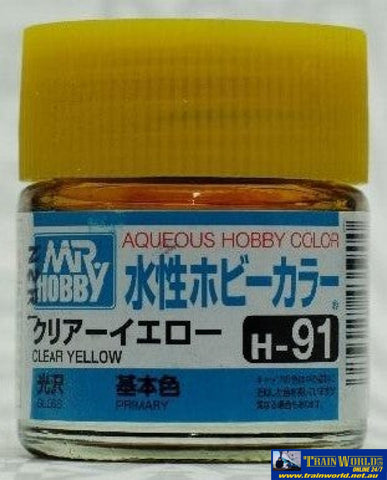 MR
HOBBY
AQUEOUS HOBBY COLOR
水性ホビーカラー
クリアーイエロー
CLEAR YELLOW
H-91
光沢
GLOSS
基本色
PRIMARY
TRAINWORLD
ONLINE 24/7
www.trainworld.net.au